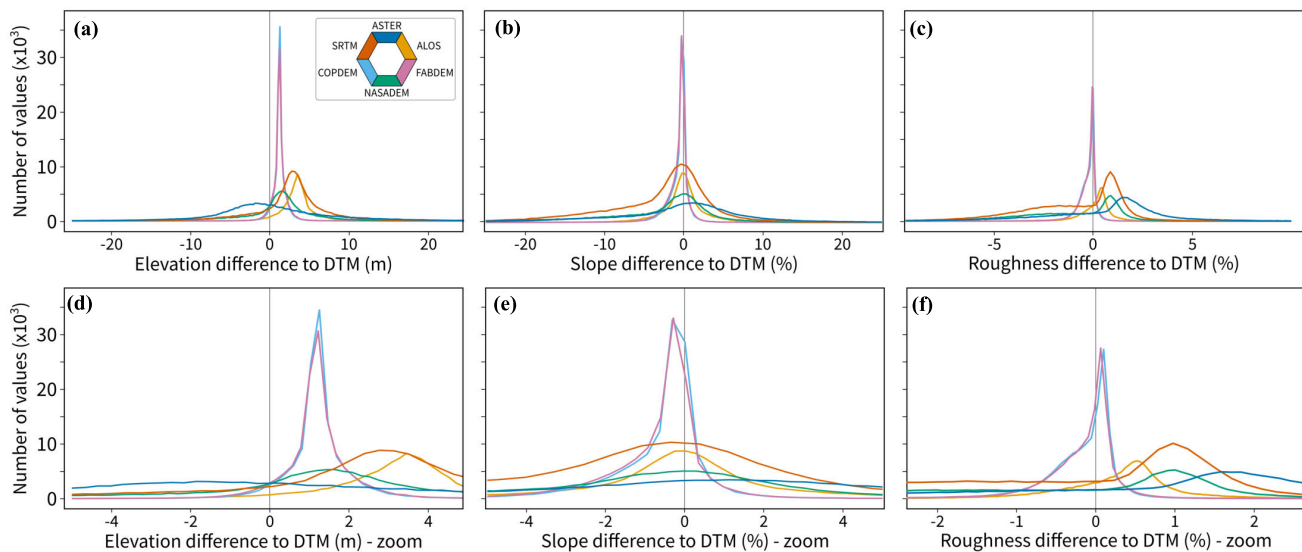 (a)
(b)
(c)
ASTER
SRTM
ALOS
COPDEM
FABDEM
NASADEM
Number of values (x10³)
30
20
10
0
-20
-10
0
10
20
Elevation difference to DTM (m)
-20
-10
0
10
20
Slope difference to DTM (%)
-5
0
5
Roughness difference to DTM (%)
(d)
(e)
(f)
Number of values (x10³)
30
20
10
0
-4
-2
0
2
4
Elevation difference to DTM (m) - zoom
-4
-2
0
2
4
Slope difference to DTM (%) - zoom
-2
-1
0
1
2
Roughness difference to DTM (%) - zoom